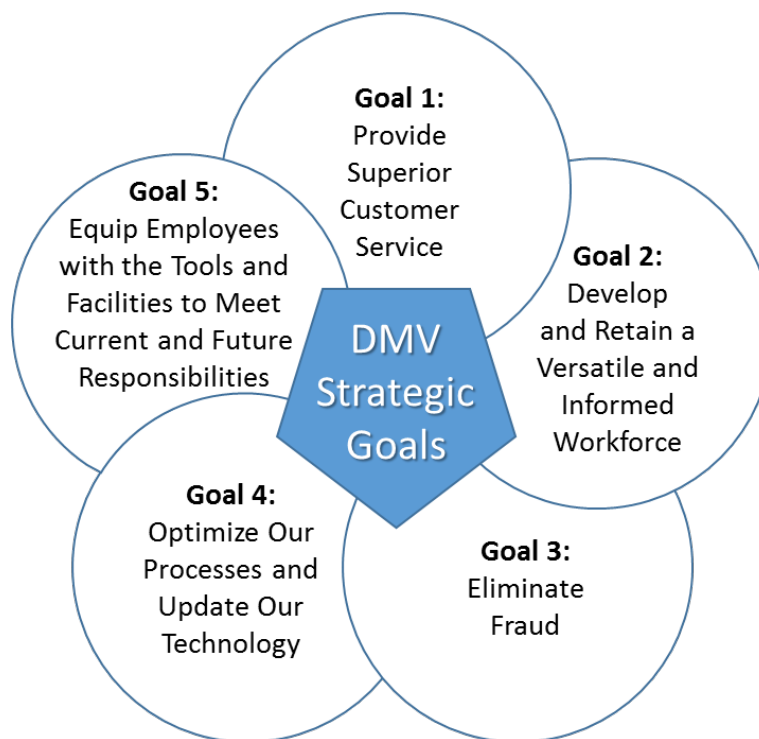 Goal 1:
Provide
Superior
Customer
Service
Goal 2:
Develop
and Retain a
Versatile and
Informed
Workforce
Goal 3:
Eliminate
Fraud
Goal 4:
Optimize Our
Processes and
Update Our
Technology
Goal 5:
Equip Employees
with the Tools and
Facilities to Meet
Current and Future
Responsibilities
DMV
Strategic
Goals